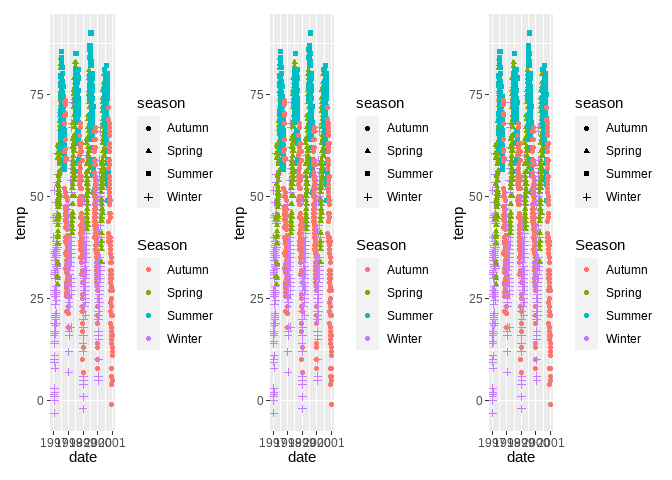 temp
75
50
25
0
date
season
Autumn
Spring
Summer
Winter
Season
Autumn
Spring
Summer
Winter
temp
75
50
25
0
date
season
Autumn
Spring
Summer
Winter
Season
Autumn
Spring
Summer
Winter
temp
75
50
25
0
date
season
Autumn
Spring
Summer
Winter
Season
Autumn
Spring
Summer
Winter